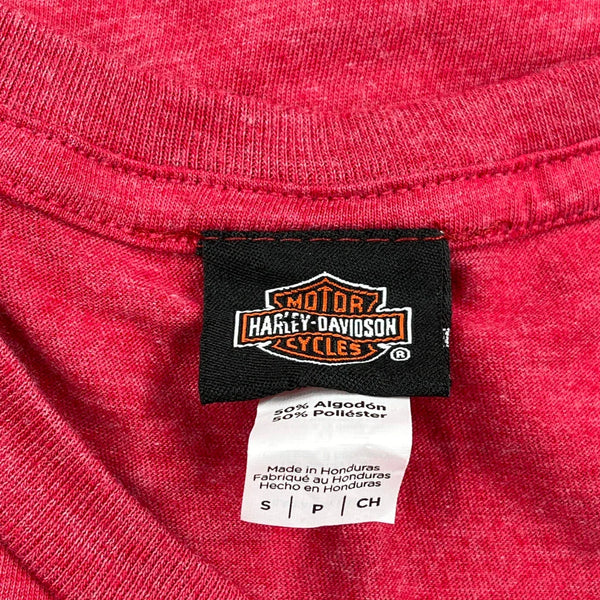 MOTOR
HARLEY-DAVIDSON
CYCLES
®
50% Algodón
50% Poliéster
Made in Honduras
Fabriqué au Honduras
Hecho en Honduras
S | P | CH